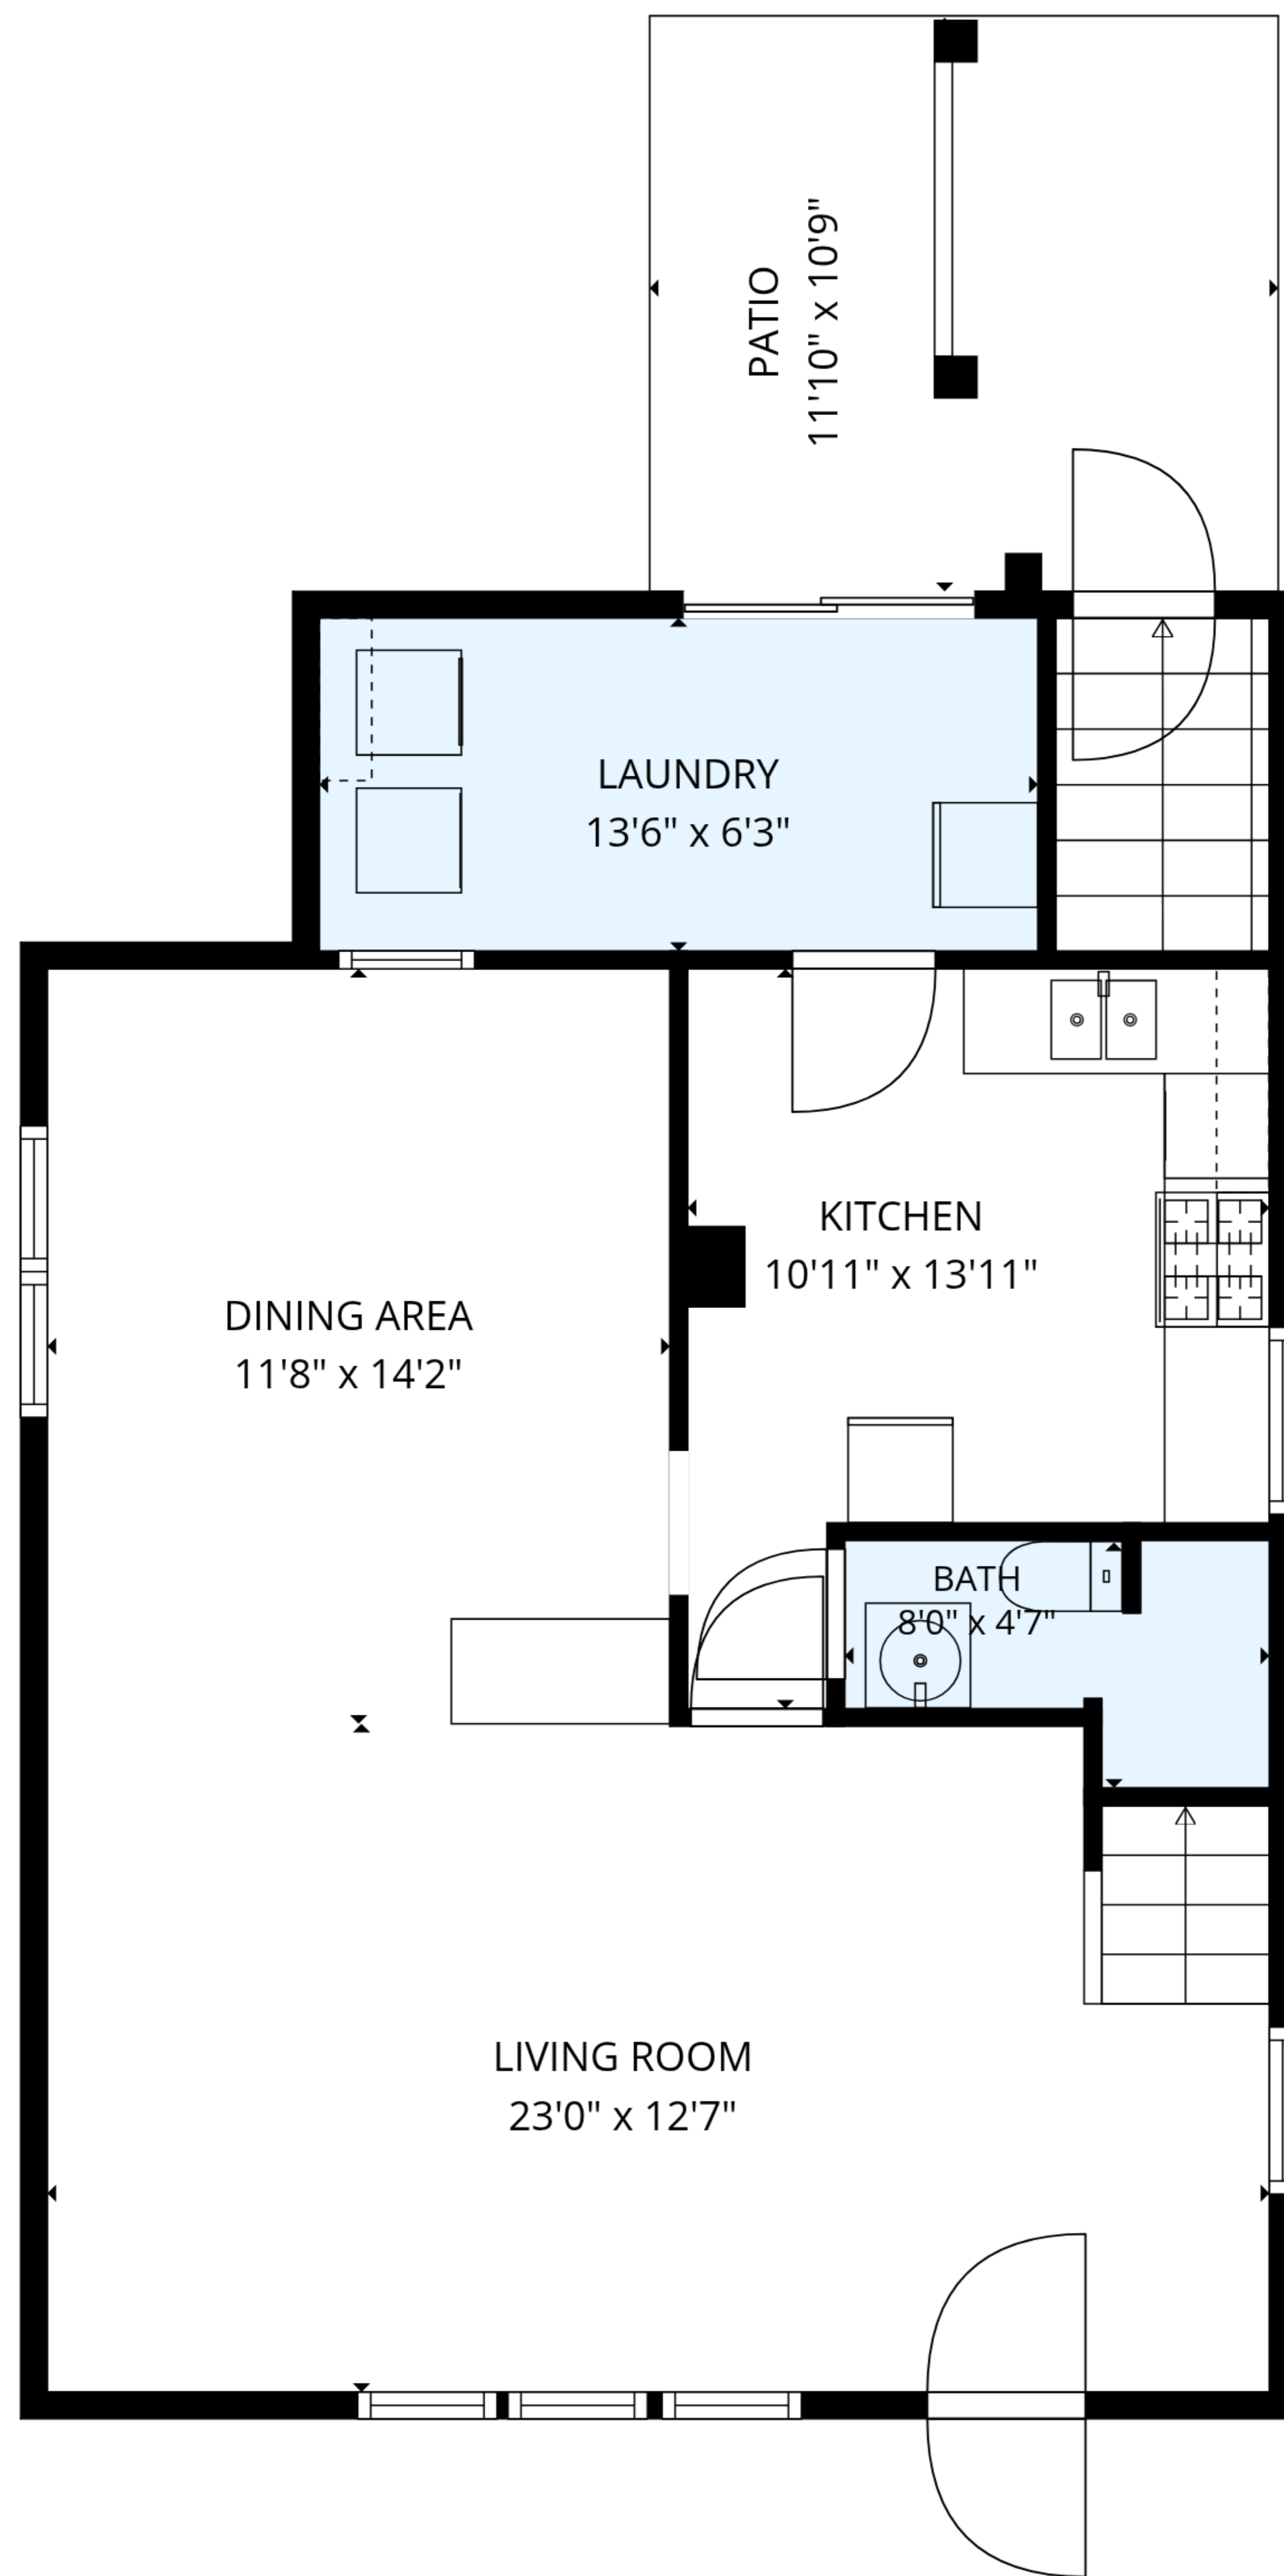 PATIO
11'10" x 10'9"
LAUNDRY
13'6" x 6'3"
KITCHEN
10'11" x 13'11"
DINING AREA
11'8" x 14'2"
BATH
8'0" x 4'7"
LIVING ROOM
23'0" x 12'7"